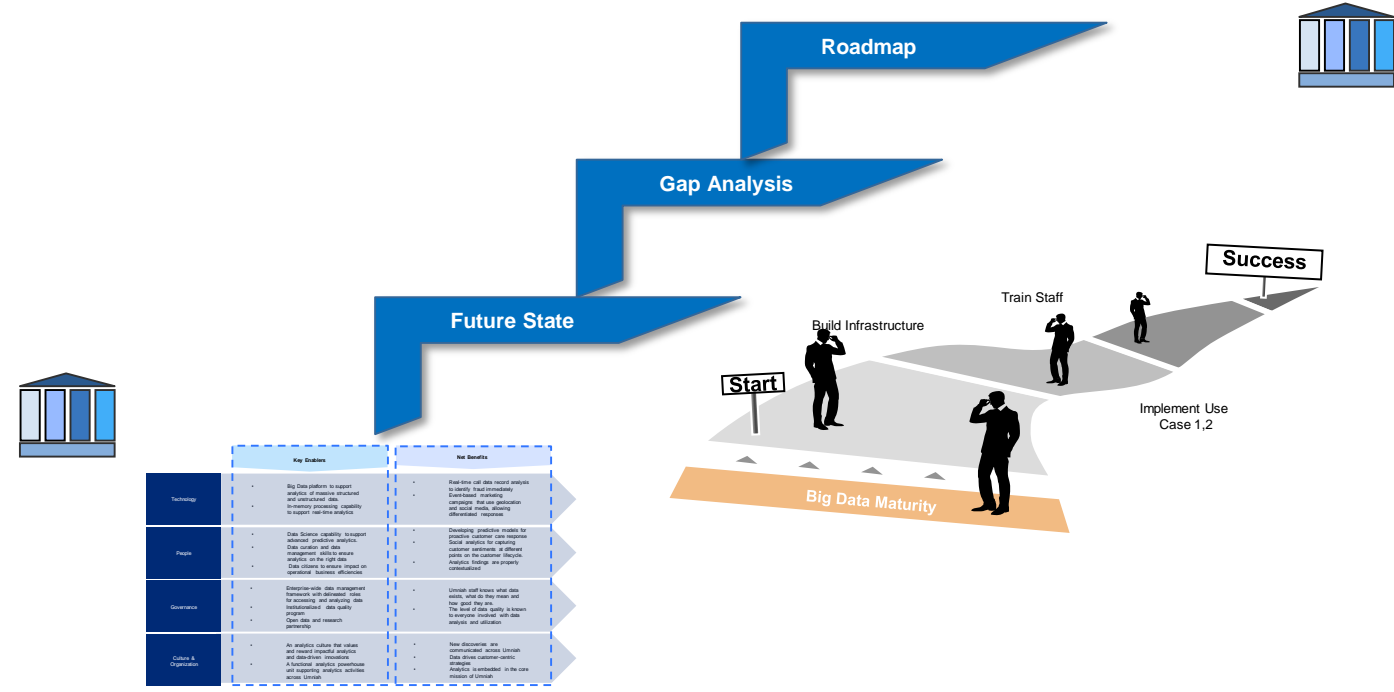 Roadmap
Gap Analysis
Future State
Success
Train Staff
Build Infrastructure
Start
Implement Use
Case 1,2
Big Data Maturity
Key Enablers
Net Benefits
Technology
• Big Data platform to support
analytics of massive structured
and unstructured data.
• In-memory processing capability
to support real-time analytics
• Real-time call data record analysis
to identify fraud immediately
• Event-based marketing
campaigns that use geolocation
and social media, allowing
differentiated responses
People
• Data Science capability to support
advanced predictive analytics.
• Data curation and data
management skills to ensure
analytics on the right data
• Data citizens to ensure impact on
operational business efficiencies
• Developing predictive models for
proactive customer care response
• Social analytics for capturing
customer sentiments at different
points on the customer lifecycle.
• Analytics findings are properly
contextualized
Governance
• Enterprise-wide data management
framework with delineated roles
for accessing and analyzing data
• Institutionalized data quality
program
• Open data and research
partnership
• Umniah staff knows what data
exists, what do they mean and
how good they are.
• The level of data quality is known
to everyone involved with data
analysis and utilization
Culture &
Organization
• An analytics culture that values
and reward impactful analytics
and data-driven innovations.
• A functional analytics powerhouse
unit supporting analytics activities
across Umniah
• New discoveries are
communicated across Umniah
• Data drives customer-centric
strategies
• Analytics is embedded in the core
mission of Umniah